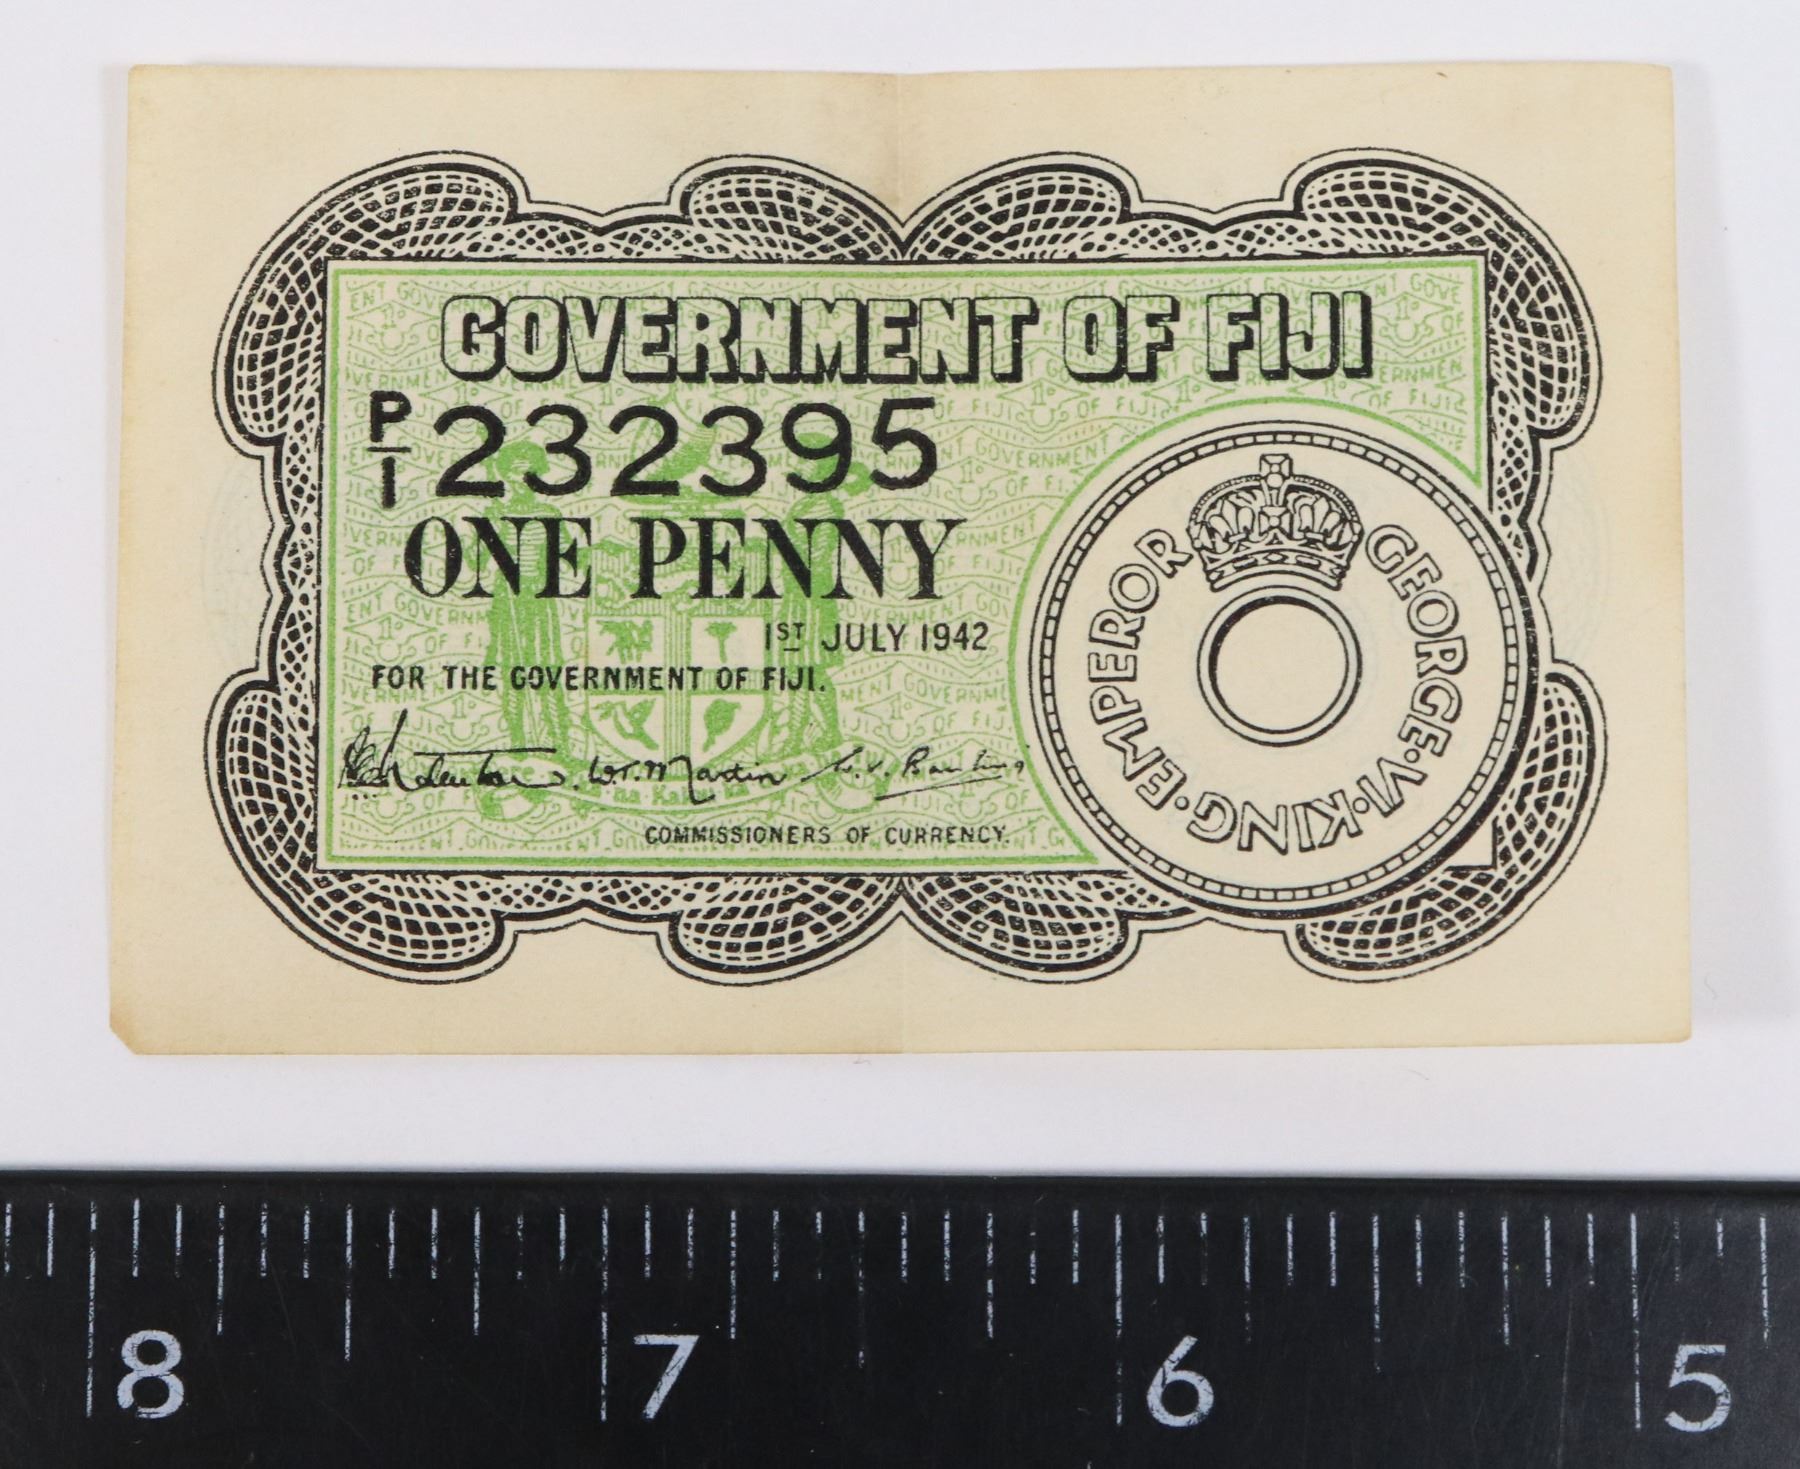 GOVERNMENT OF FIJI
P/1 232395
ONE PENNY
1ST JULY 1942
FOR THE GOVERNMENT OF FIJI.
W.T. Martin
COMMISSIONERS OF CURRENCY.
GEORGE·VI·KING·EMPEROR
8 7 6 5